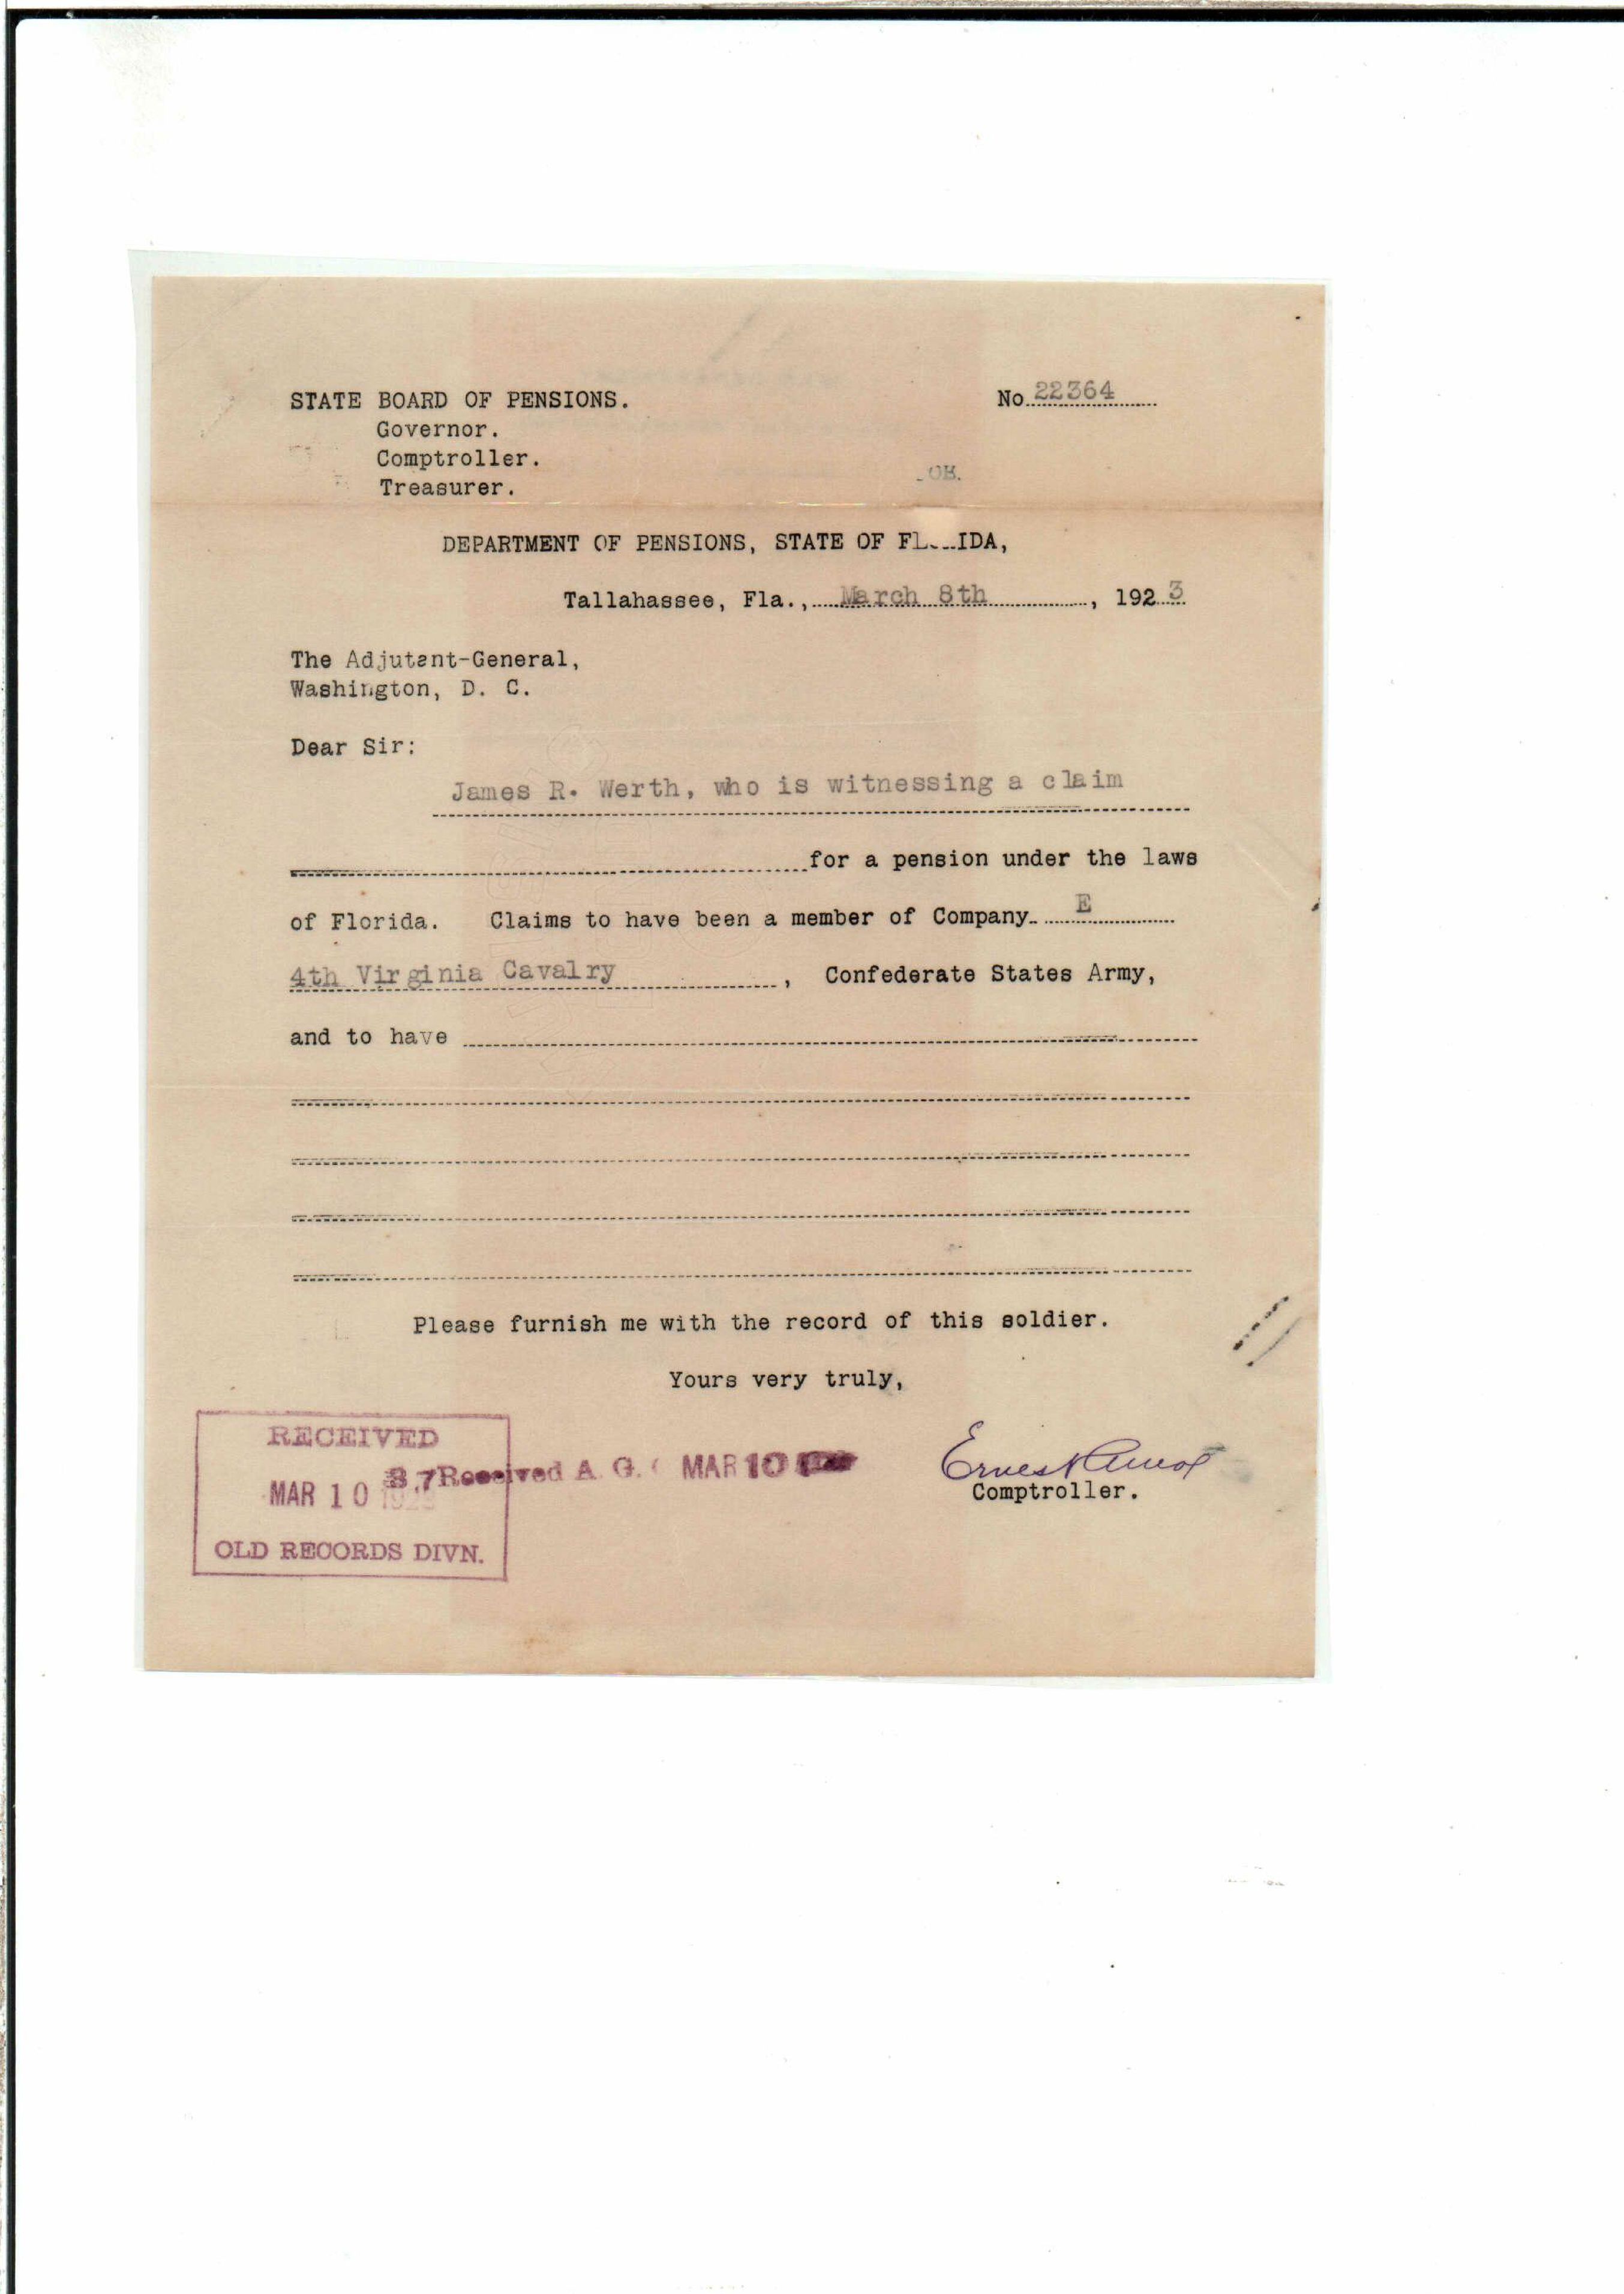 STATE BOARD OF PENSIONS.
No 22364
Governor.
Comptroller.
Treasurer.
OR.
DEPARTMENT OF PENSIONS, STATE OF FL IDA,
Tallahassee, Fla., March 8th, 1923
The Adjutant-General,
Washington, D. C.
Dear Sir:
James R. Werth, who is witnessing a claim
for a pension under the laws
of Florida. Claims to have been a member of Company E
4th Virginia Cavalry, Confederate States Army,
and to have
Please furnish me with the record of this soldier.
Yours very truly,
Ernest Amos
Comptroller.
RECEIVED
Received A. G. MAR 10
MAR 10
OLD RECORDS DIVN.